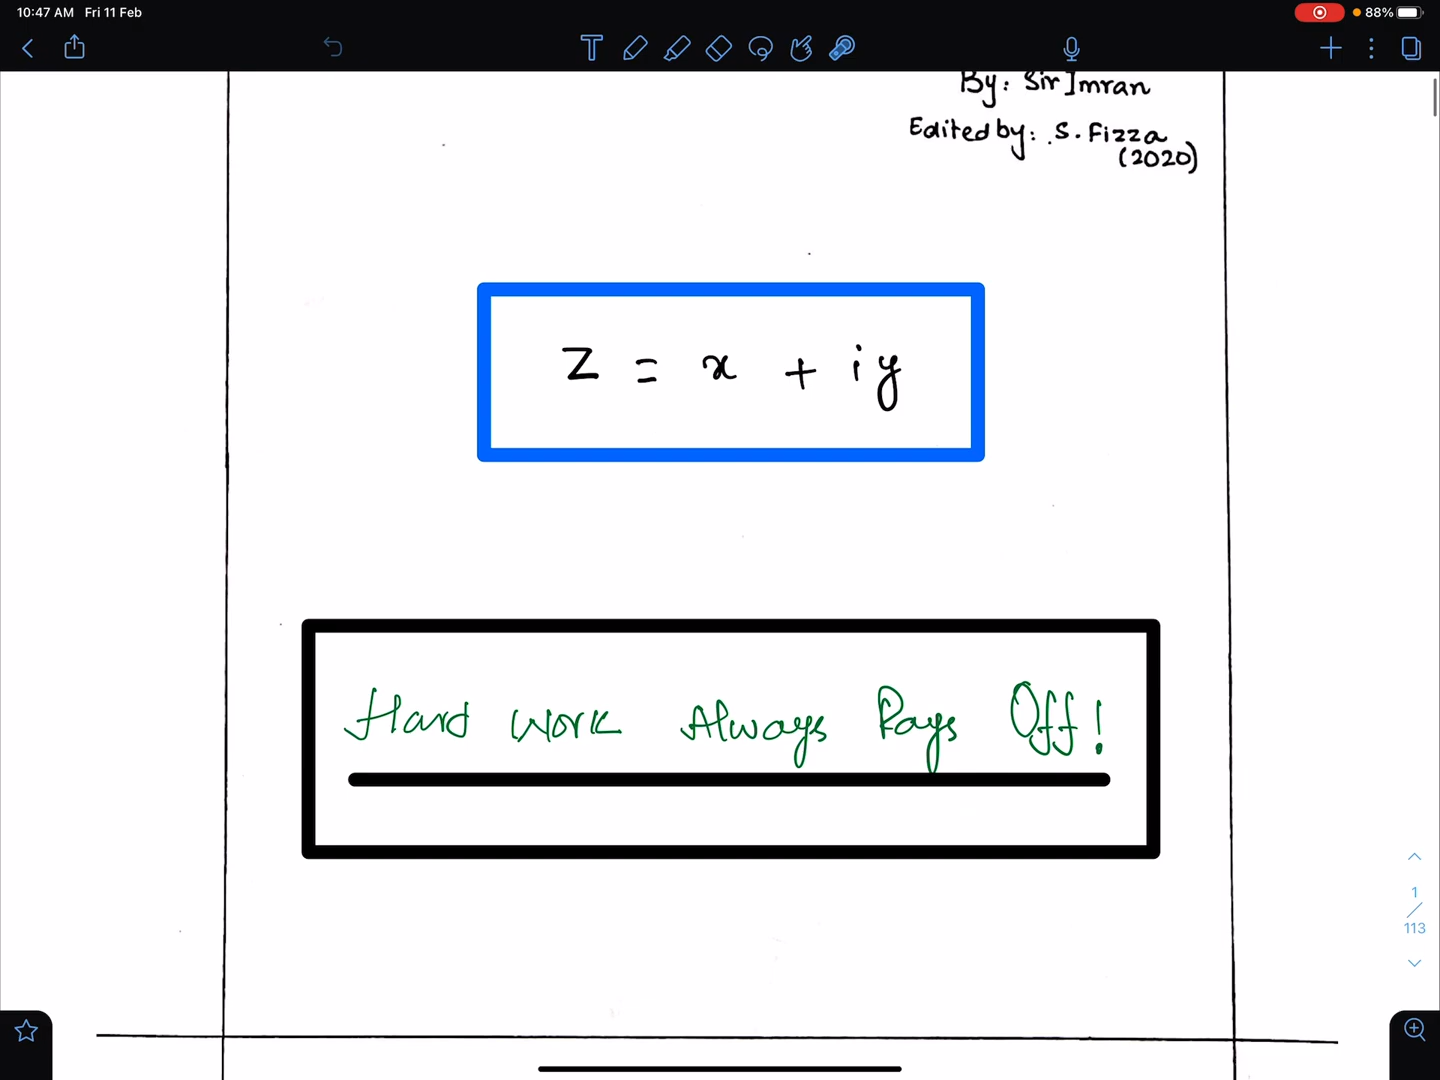 10:47 AM Fri 11 Feb
88%
By: Sir Imran
Edited by: S. Fizza
(2020)
Z = x + iy
Hard work Always Pays Off!
1
/
113